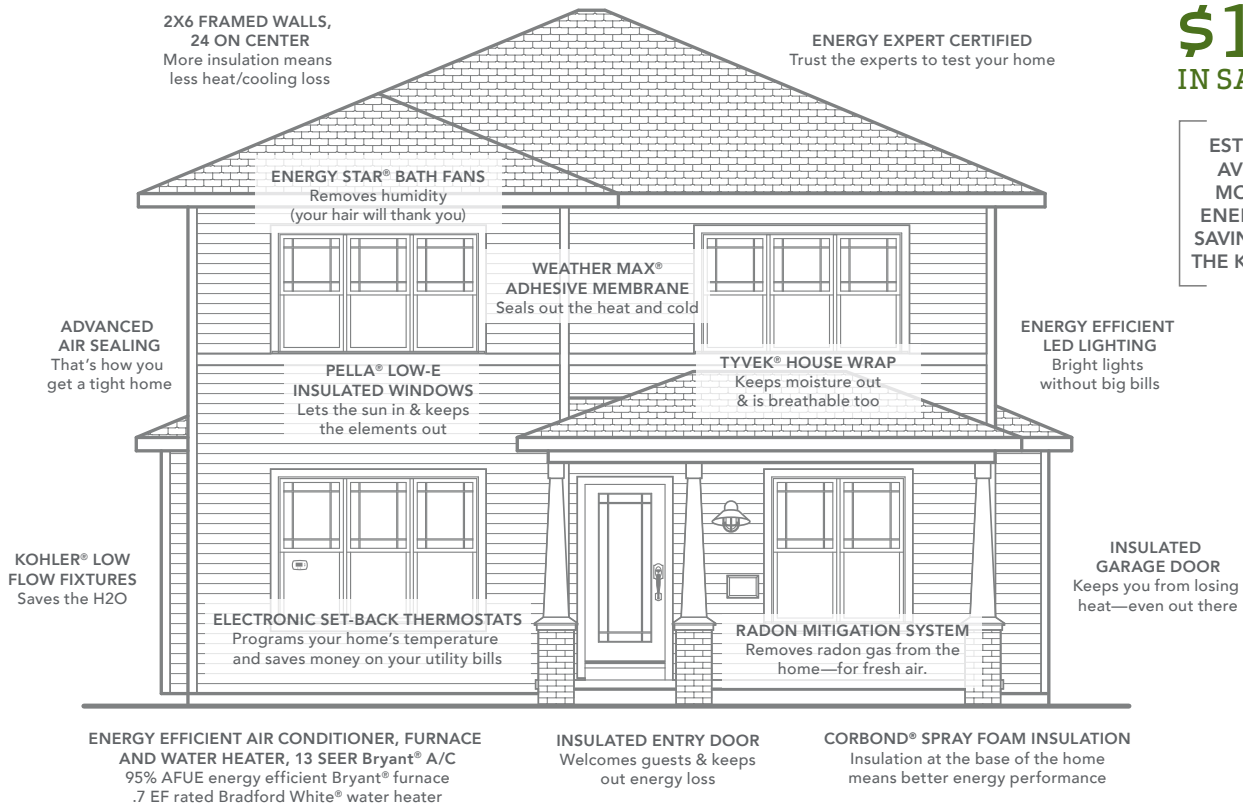 2X6 FRAMED WALLS,
24 ON CENTER
More insulation means
less heat/cooling loss
ENERGY EXPERT CERTIFIED
Trust the experts to test your home
ENERGY STAR® BATH FANS
Removes humidity
(your hair will thank you)
WEATHER MAX®
ADHESIVE MEMBRANE
Seals out the heat and cold
ADVANCED
AIR SEALING
That's how you
get a tight home
PELLA® LOW-E
INSULATED WINDOWS
Lets the sun in & keeps
the elements out
TYVEK® HOUSE WRAP
Keeps moisture out
& is breathable too
ENERGY EFFICIENT
LED LIGHTING
Bright lights
without big bills
KOHLER® LOW
FLOW FIXTURES
Saves the H2O
ELECTRONIC SET-BACK THERMOSTATS
Programs your home's temperature
and saves money on your utility bills
RADON MITIGATION SYSTEM
Removes radon gas from the
home—for fresh air.
INSULATED
GARAGE DOOR
Keeps you from losing
heat—even out there
ENERGY EFFICIENT AIR CONDITIONER, FURNACE
AND WATER HEATER, 13 SEER Bryant® A/C
95% AFUE energy efficient Bryant® furnace
.7 EF rated Bradford White® water heater
INSULATED ENTRY DOOR
Welcomes guests & keeps
out energy loss
CORBOND® SPRAY FOAM INSULATION
Insulation at the base of the home
means better energy performance
$1
IN
THE